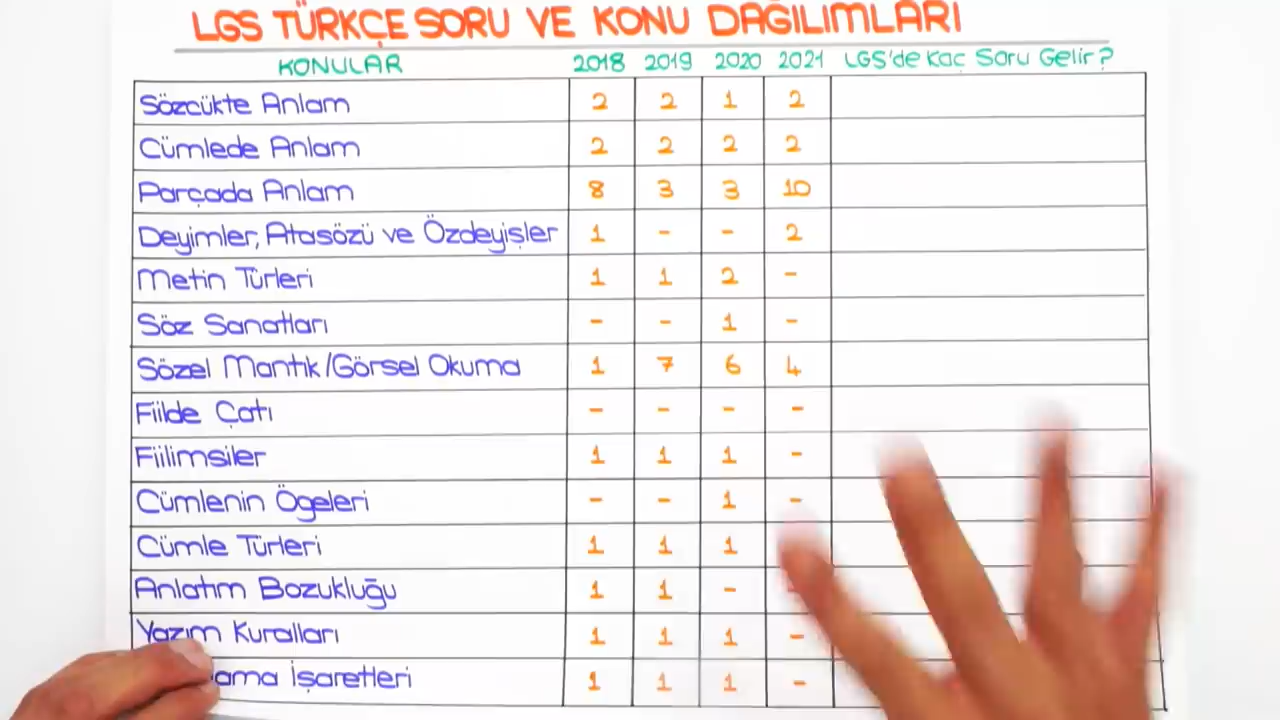 LGS TÜRKÇE SORU VE KONU DAĞILIMLARI
KONULAR 2018 2019 2020 2021 LGS'de Kaç Soru Gelir?
Sözcükte Anlam 2 2 1 2
Cümlede Anlam 2 2 2 2
Parçada Anlam 8 3 3 10
Deyimler, Atasözü ve Özdeyişler 1 - - 2
Metin Türleri 1 1 2 -
Söz Sanatları - - 1 -
Sözel Mantık/Görsel Okuma 1 7 6 4
Fiilde Çatı - - - -
Fiilimsiler 1 1 1 -
Cümlenin Ögeleri - - 1 -
Cümle Türleri 1 1 1
Anlatım Bozukluğu 1 1 -
Yazım Kuralları 1 1 1 -
İşaretleri 1 1 1 -